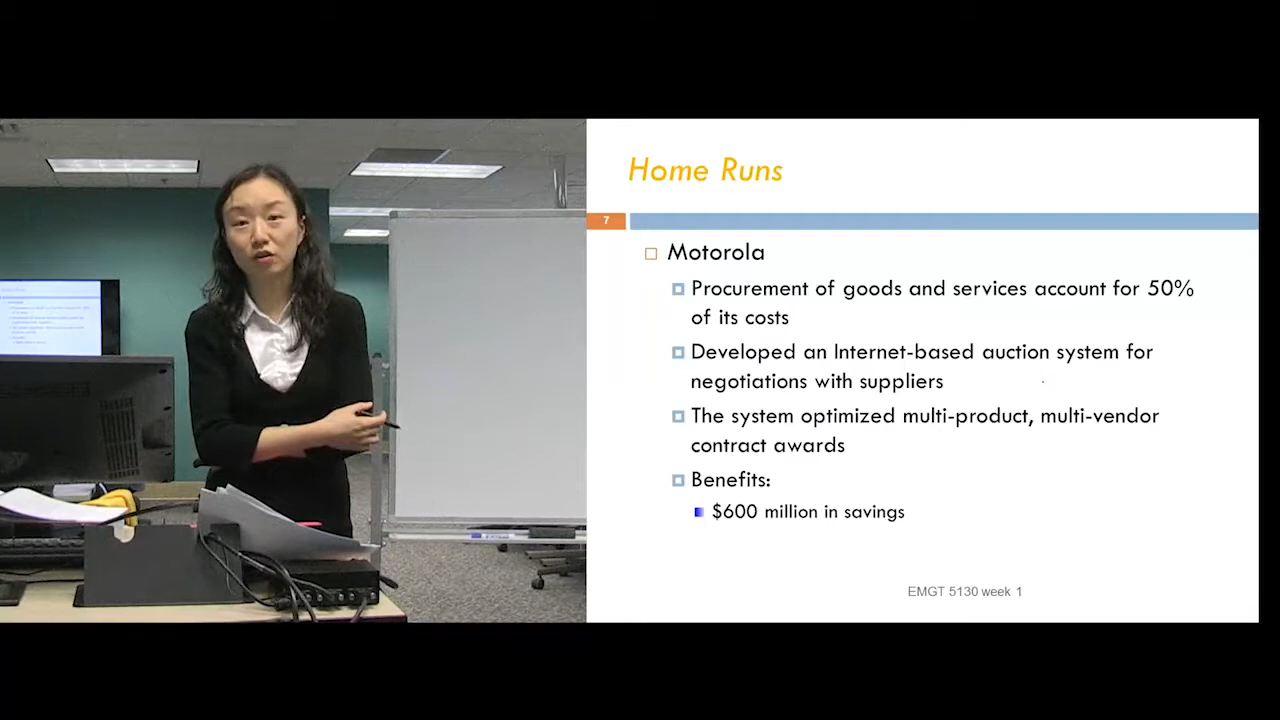 Home Runs
7
Motorola
Procurement of goods and services account for 50%
of its costs
Developed an Internet-based auction system for
negotiations with suppliers
The system optimized multi-product, multi-vendor
contract awards
Benefits:
$600 million in savings
EMGT 5130 week 1